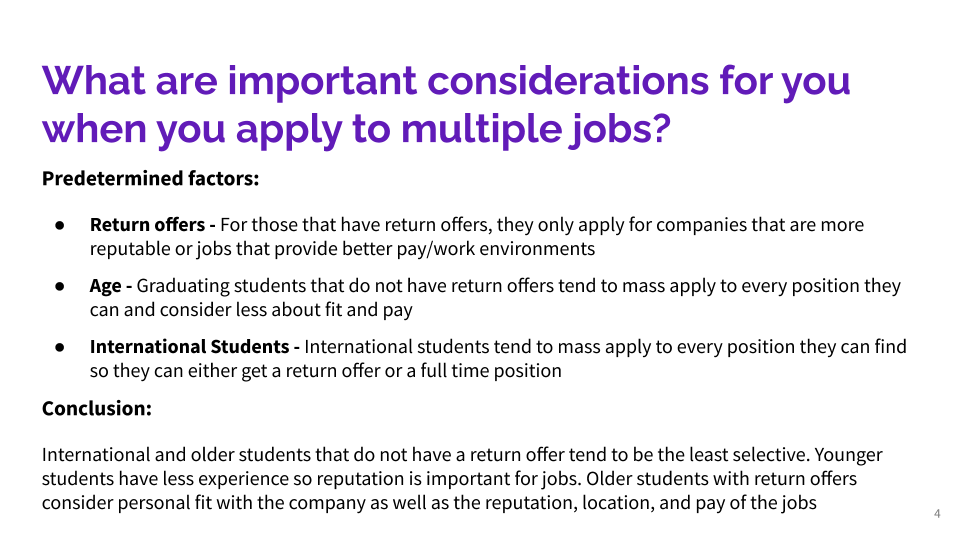 What are important considerations for you
when you apply to multiple jobs?
Predetermined factors:
● Return offers - For those that have return offers, they only apply for companies that are more
reputable or jobs that provide better pay/work environments
● Age - Graduating students that do not have return offers tend to mass apply to every position they
can and consider less about fit and pay
● International Students - International students tend to mass apply to every position they can find
so they can either get a return offer or a full time position
Conclusion:
International and older students that do not have a return offer tend to be the least selective. Younger
students have less experience so reputation is important for jobs. Older students with return offers
consider personal fit with the company as well as the reputation, location, and pay of the jobs
4